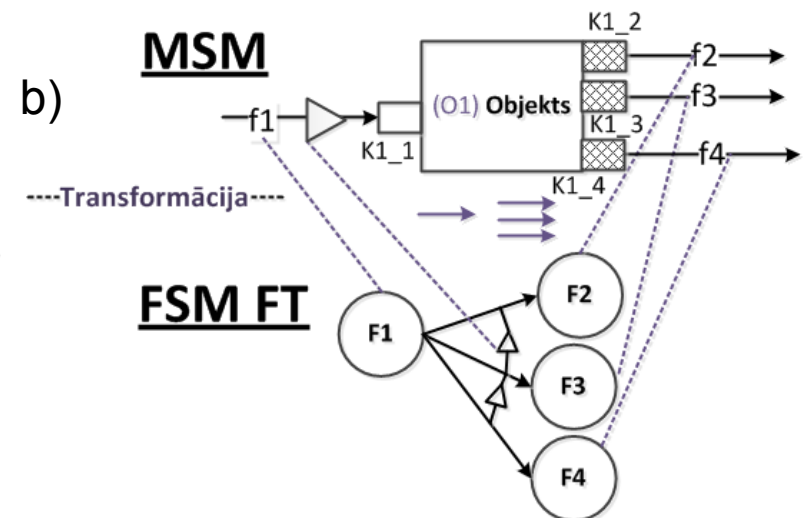 K1_2
MSM
f2
b)
f1
(O1) Objekts
f3
K1_1
K1_3
f4
K1_4
----Transformācija----
FSM FT
F2
F1
F3
F4